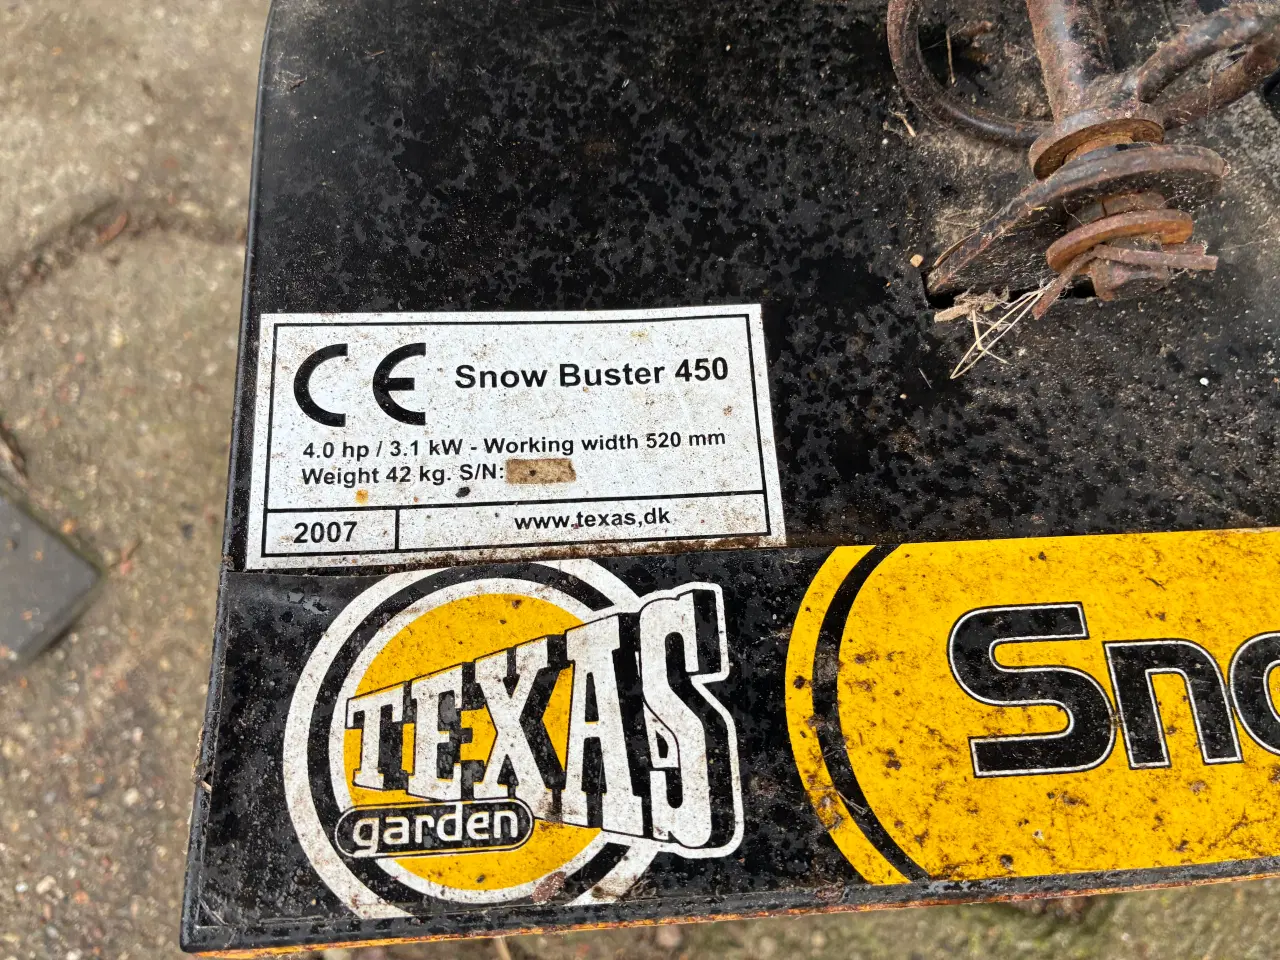 CE Snow Buster 450
4.0 hp / 3.1 kW - Working width 520 mm
Weight 42 kg. S/N:
2007 www.texas.dk
TEXAS
garden
Sno